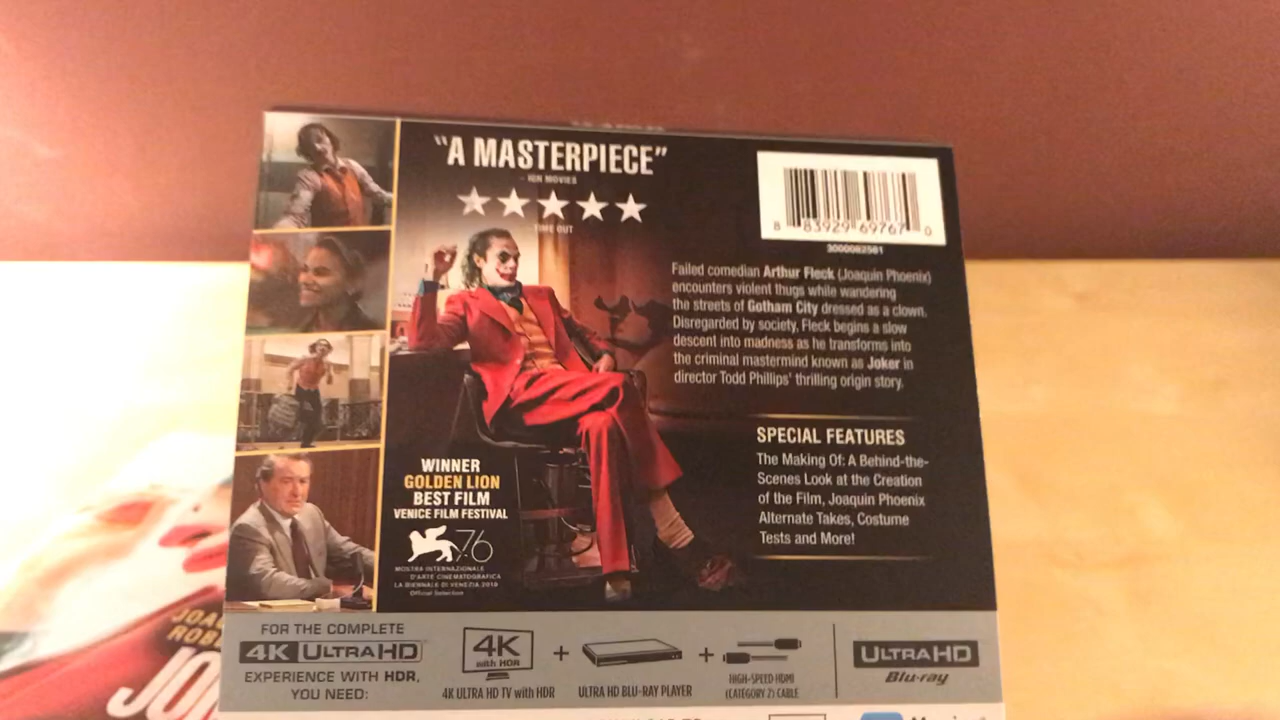 "A MASTERPIECE"
- IGN MOVIES
TIME OUT
8 83929 69767 0
3000082581
Failed comedian Arthur Fleck (Joaquin Phoenix)
encounters violent thugs while wandering
the streets of Gotham City dressed as a clown.
Disregarded by society, Fleck begins a slow
descent into madness as he transforms into
the criminal mastermind known as Joker in
director Todd Phillips' thrilling origin story.
SPECIAL FEATURES
The Making Of: A Behind-the-
Scenes Look at the Creation
of the Film, Joaquin Phoenix
Alternate Takes, Costume
Tests and More!
WINNER
GOLDEN LION
BEST FILM
VENICE FILM FESTIVAL
76
MOSTRA INTERNAZIONALE
D'ARTE CINEMATOGRAFICA
LA BIENNALE DI VENEZIA 2019
Official Selection
FOR THE COMPLETE
4K ULTRA HD
EXPERIENCE WITH HDR,
YOU NEED:
4K
with HDR
4K ULTRA HD TV with HDR
+
ULTRA HD BLU-RAY PLAYER
+
HIGH-SPEED HDMI
(CATEGORY 2) CABLE
ULTRA HD
Blu-ray
JOA
ROB
JO